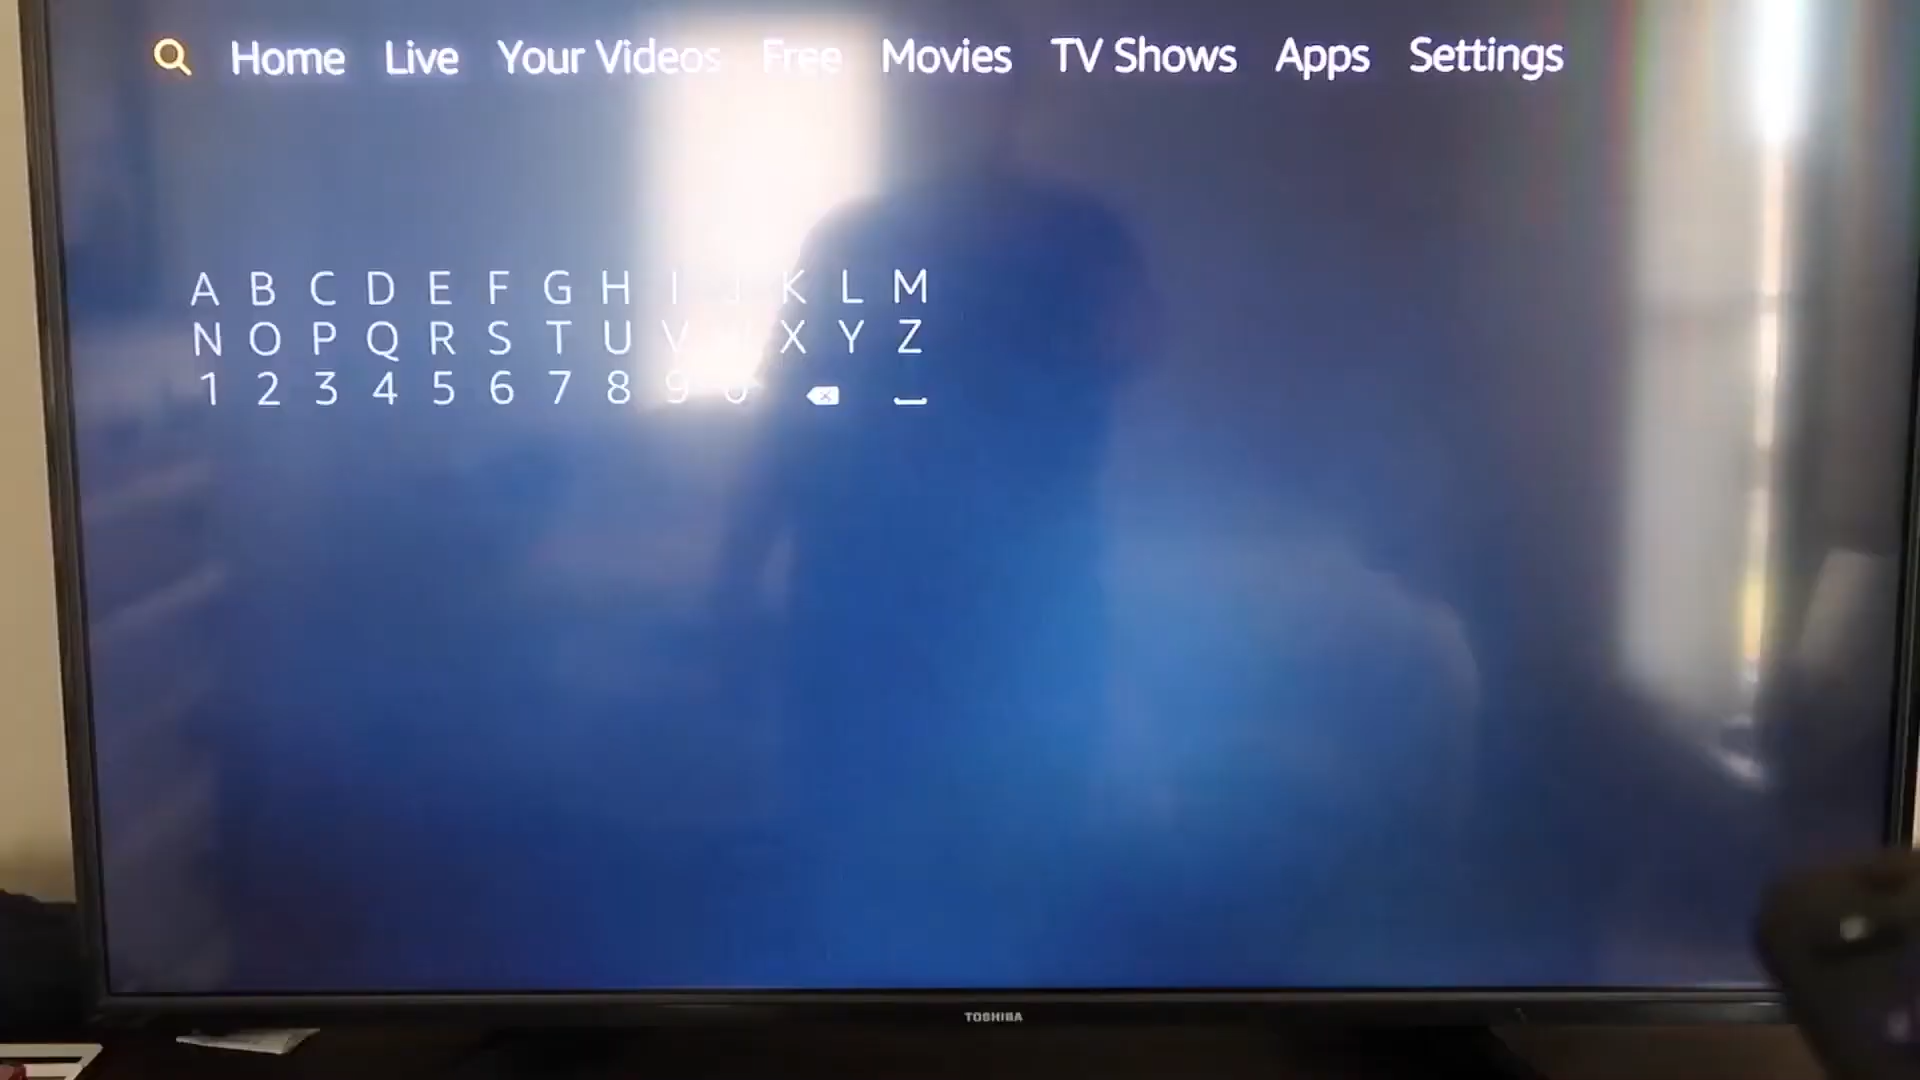 Home Live Your Videos Free Movies TV Shows Apps Settings
A B C D E F G H I J K L M
N O P Q R S T U V W X Y Z
1 2 3 4 5 6 7 8 9 0
TOSHIBA